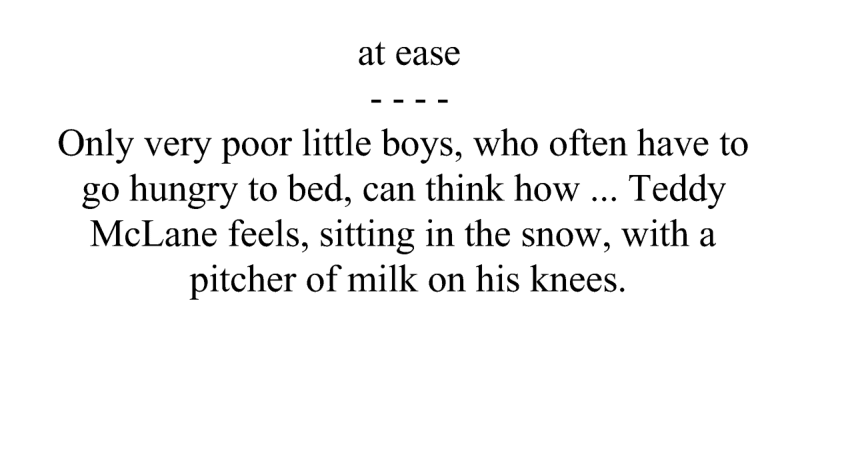 at ease
- - - -
Only very poor little boys, who often have to
go hungry to bed, can think how ... Teddy
McLane feels, sitting in the snow, with a
pitcher of milk on his knees.